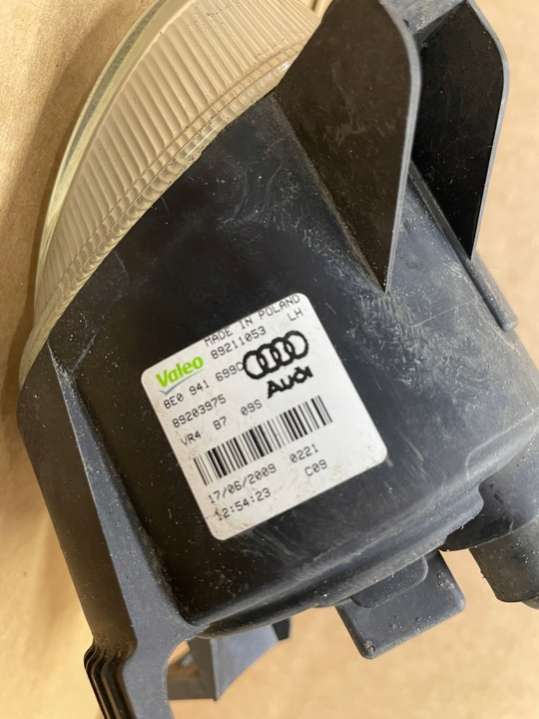 MADE IN POLAND
Valeo 89211053 LH
8E0 941 699C
Audi
89203975
VR4 B7 09S
17/06/2009 0221
12:54:23 C09